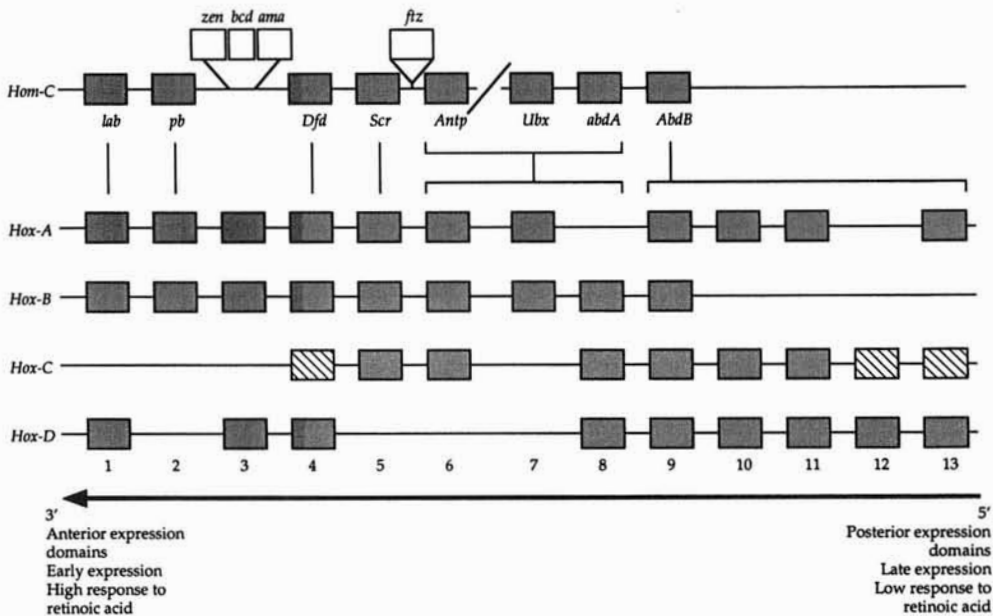 zen bcd ama ftz
Hom-C
lab pb Dfd Scr Antp Ubx abdA AbdB
Hox-A
Hox-B
Hox-C
Hox-D
1 2 3 4 5 6 7 8 9 10 11 12 13
3′ 5′
Anterior expression
domains
Early expression
High response to
retinoic acid
Posterior expression
domains
Late expression
Low response to
retinoic acid